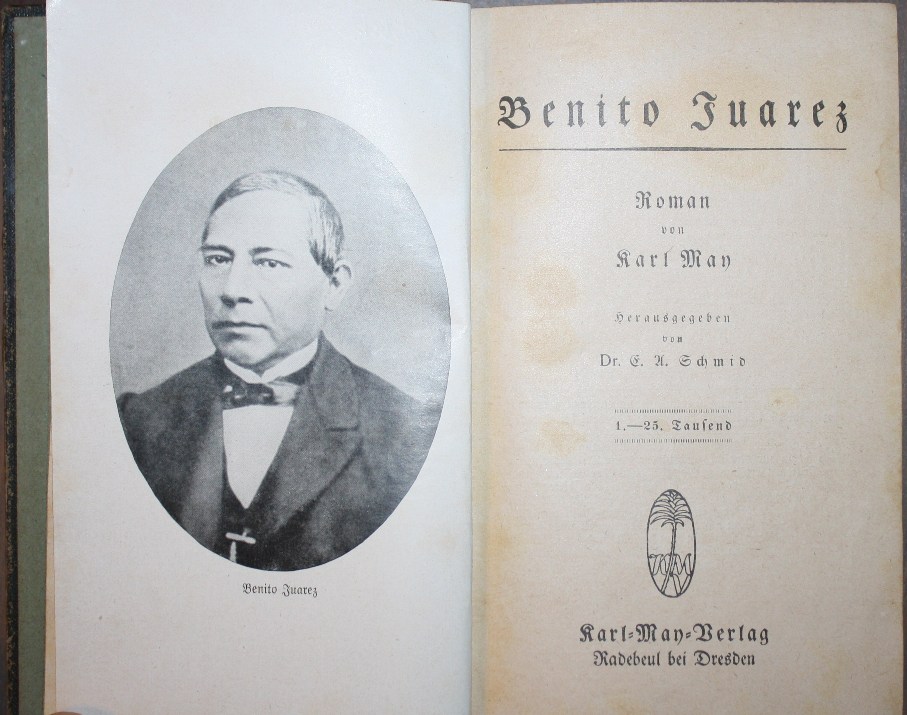 Benito Juarez
Benito Juarez
Roman
von
Karl May
Herausgegeben
von
Dr. E. A. Schmid
1.—25. Tausend
Karl-May-Verlag
Radebeul bei Dresden